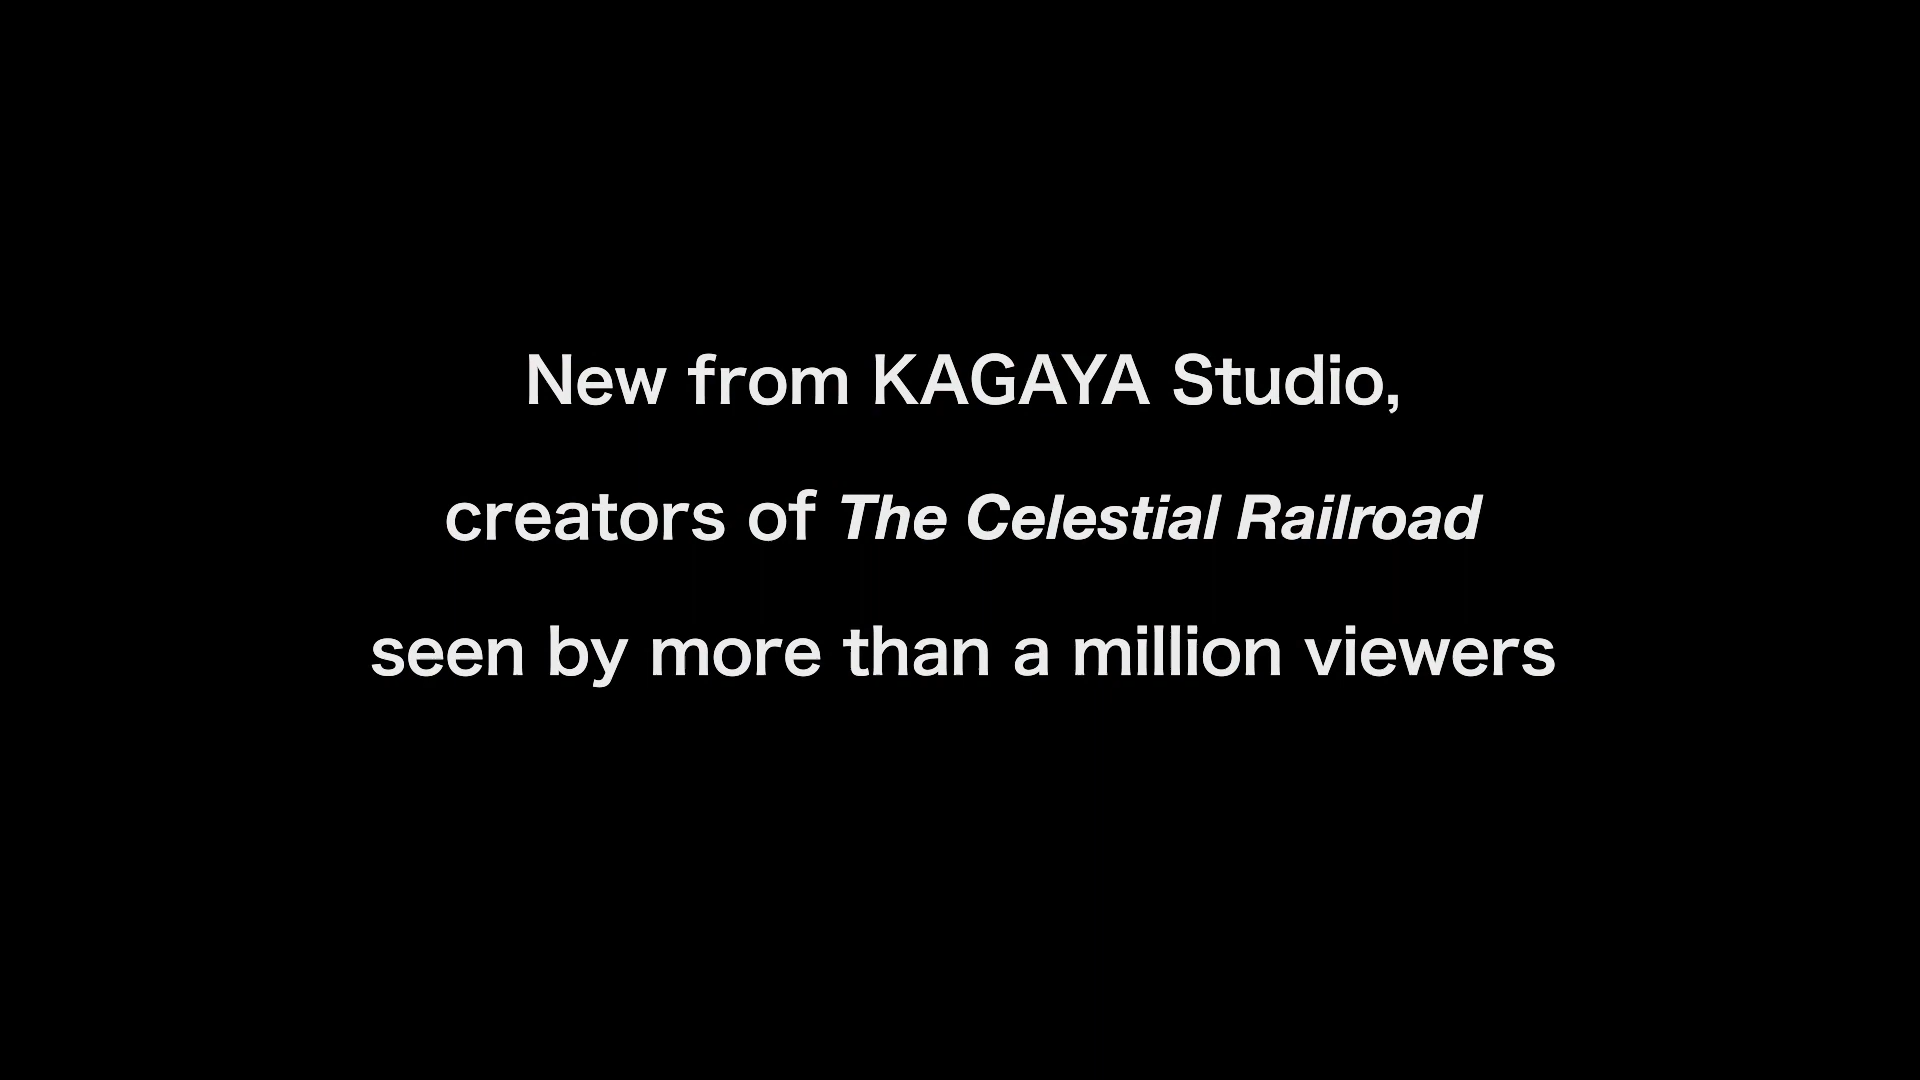 New from KAGAYA Studio,
creators of The Celestial Railroad
seen by more than a million viewers